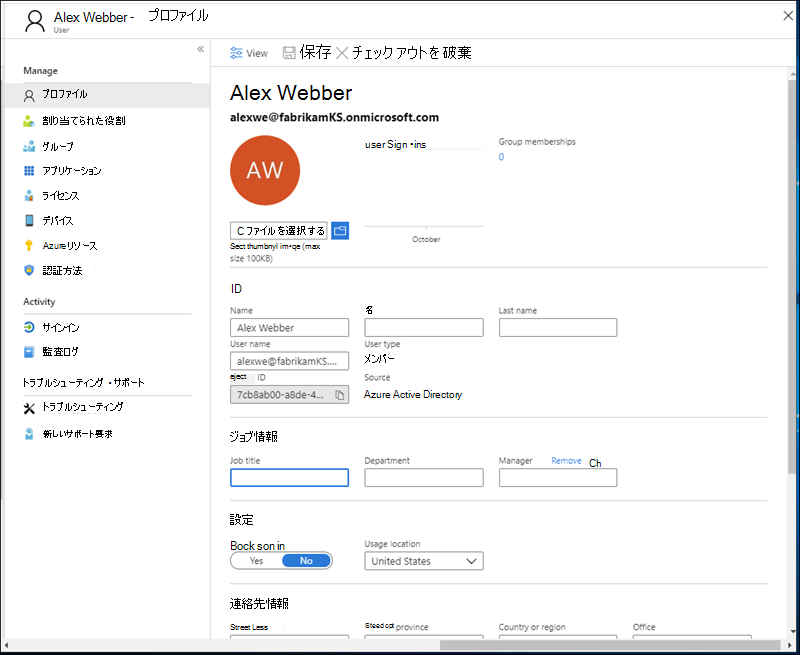 Alex Webber - プロファイル
User
«
Manage
プロファイル
割り当てられた役割
グループ
アプリケーション
ライセンス
デバイス
Azureリソース
認証方法
Activity
サインイン
監査ログ
トラブルシューティング・サポート
トラブルシューティング
新しいサポート要求
View 保存 チェックアウトを破棄
Alex Webber
alexwe@fabrikamKS.onmicrosoft.com
AW
user Sign •ins
Group memberships
0
C ファイルを選択する
Sect thumbnyl im•qe (max
size 100KB)
October
ID
Name 名 Last name
Alex Webber
User name User type
alexwe@fabrikamKS.... メンバー
eject ID Source
7cb8ab00-a8de-4... Azure Active Directory
ジョブ情報
Job title Department Manager Remove Ch
設定
Bock son in Usage location
Yes No United States
連絡先情報
Street Less Steed opt province Country or region Office